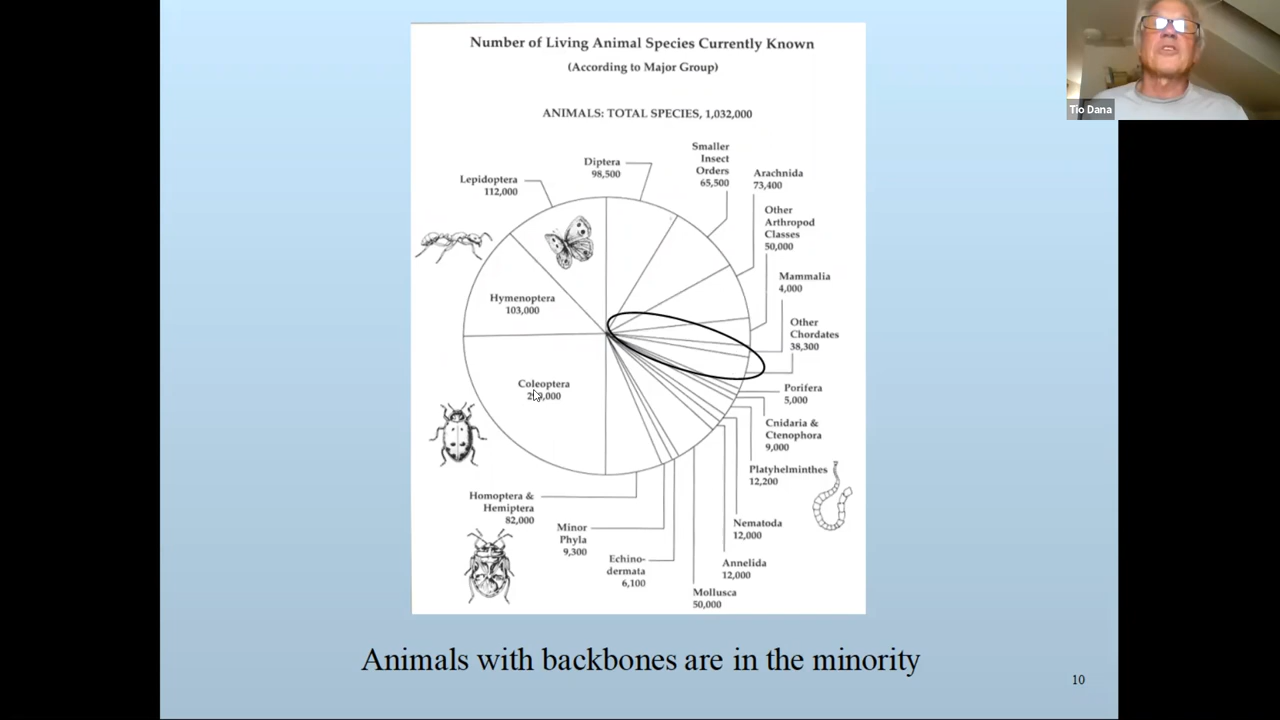 Number of Living Animal Species Currently Known
(According to Major Group)
ANIMALS: TOTAL SPECIES, 1,032,000
Smaller
Insect
Orders
65,500
Diptera
98,500
Lepidoptera
112,000
Arachnida
73,400
Other
Arthropod
Classes
50,000
Mammalia
4,000
Hymenoptera
103,000
Other
Chordates
38,300
Coleoptera
Porifera
5,000
Cnidaria &
Ctenophora
9,000
Platyhelminthes
12,200
Homoptera &
Hemiptera
82,000
Minor
Phyla
9,300
Nematoda
12,000
Echino-
dermata
6,100
Annelida
12,000
Mollusca
50,000
Animals with backbones are in the minority
10
Tio Dana